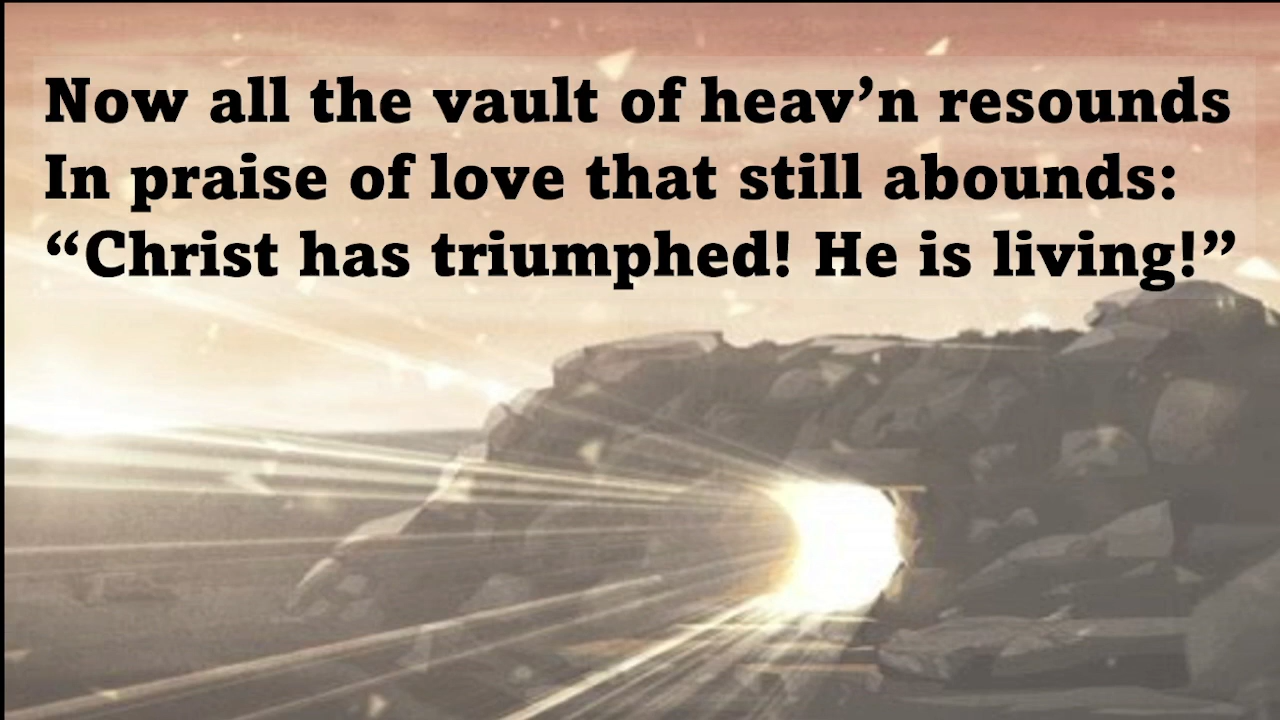 Now all the vault of heav’n resounds
In praise of love that still abounds:
“Christ has triumphed! He is living!”